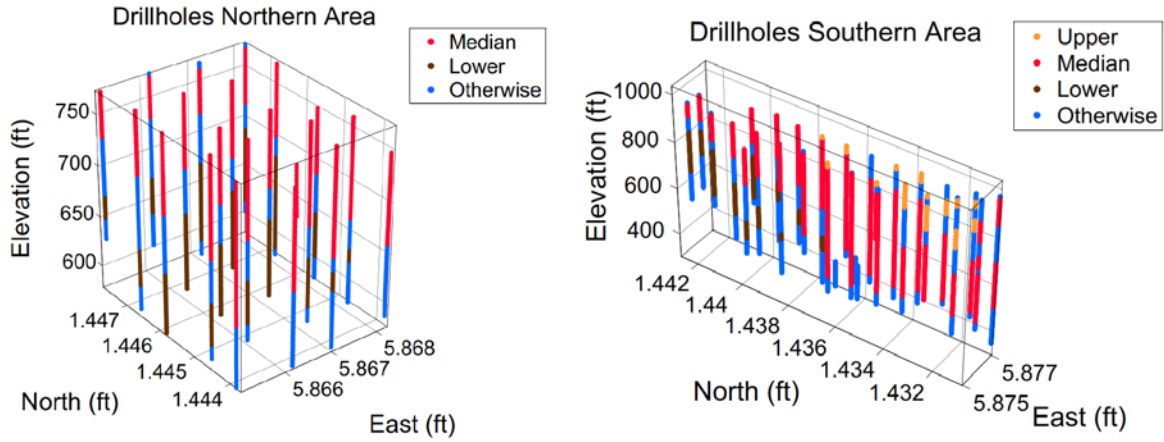 Drillholes Northern Area
Median
Lower
Otherwise
Elevation (ft)
750
700
650
600
1.447
1.446
1.445
1.444
North (ft)
5.866
5.867
5.868
East (ft)
Drillholes Southern Area
Upper
Median
Lower
Otherwise
Elevation (ft)
1000
800
600
400
1.442
1.44
1.438
1.436
1.434
1.432
North (ft)
5.877
5.875
East (ft)